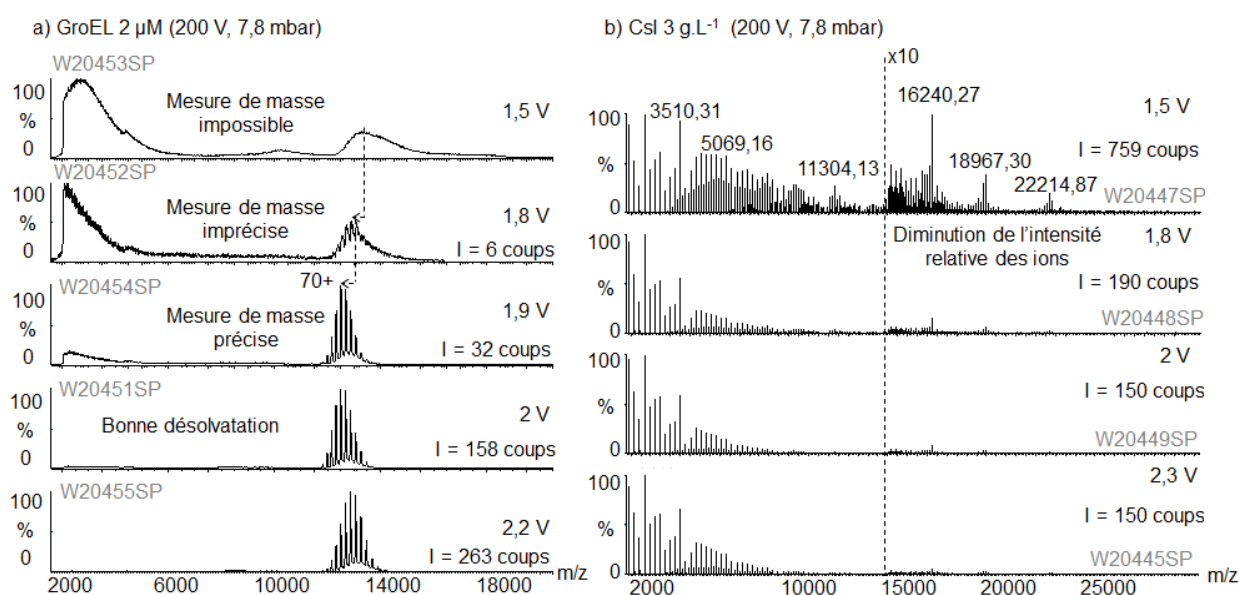 a) GroEL 2 µM (200 V, 7,8 mbar)
W20453SP
100
%
0
Mesure de masse
impossible
1,5 V
W20452SP
100
%
0
Mesure de masse
imprécise
1,8 V
I = 6 coups
70+
W20454SP
100
%
0
Mesure de masse
précise
1,9 V
I = 32 coups
W20451SP
100
%
0
Bonne désolvatation
2 V
I = 158 coups
W20455SP
100
%
0
2,2 V
I = 263 coups
2000 6000 10000 14000 18000 m/z
b) CsI 3 g.L-1 (200 V, 7,8 mbar)
x10
100
%
0
3510,31
5069,16
11304,13
16240,27
18967,30
22214,87
1,5 V
I = 759 coups
W20447SP
100
%
0
Diminution de l'intensité
relative des ions
1,8 V
I = 190 coups
W20448SP
100
%
0
2 V
I = 150 coups
W20449SP
100
%
0
2,3 V
I = 150 coups
W20445SP
2000 10000 15000 20000 25000 m/z